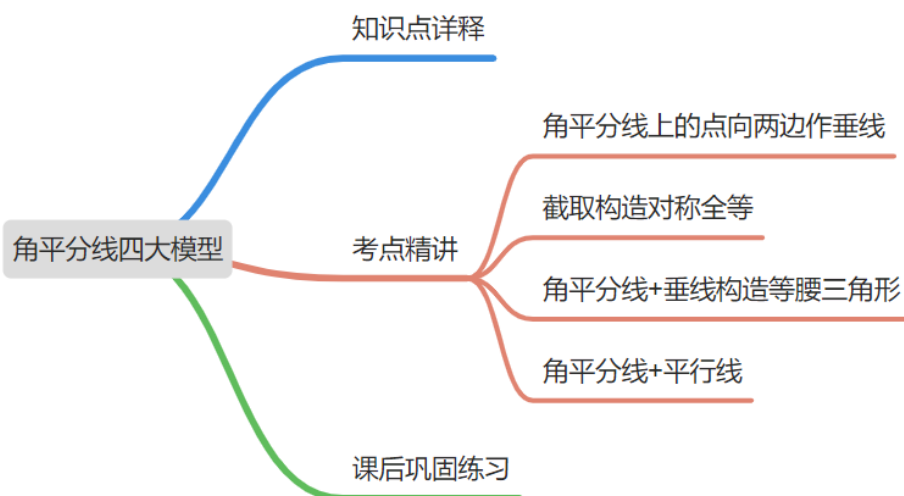 角平分线四大模型
知识点详释
考点精讲
角平分线上的点向两边作垂线
截取构造对称全等
角平分线+垂线构造等腰三角形
角平分线+平行线
课后巩固练习